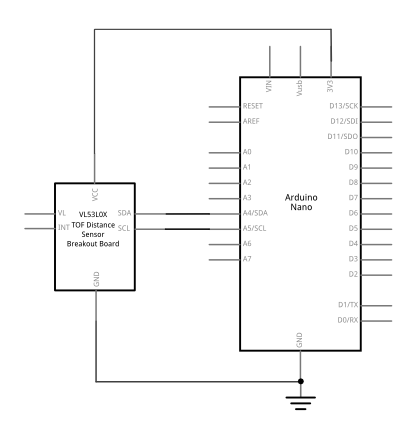 VIN
Vusb
3V3
RESET
D13/SCK
AREF
D12/SDI
D11/SDO
A0
D10
A1
D9
A2
D8
A3
D7
VCC
Arduino
Nano
VL
VL53L0X
SDA
A4/SDA
D6
TOF Distance
INT
Sensor
SCL
A5/SCL
D5
Breakout Board
A6
D4
A7
D3
D2
GND
D1/TX
D0/RX
GND